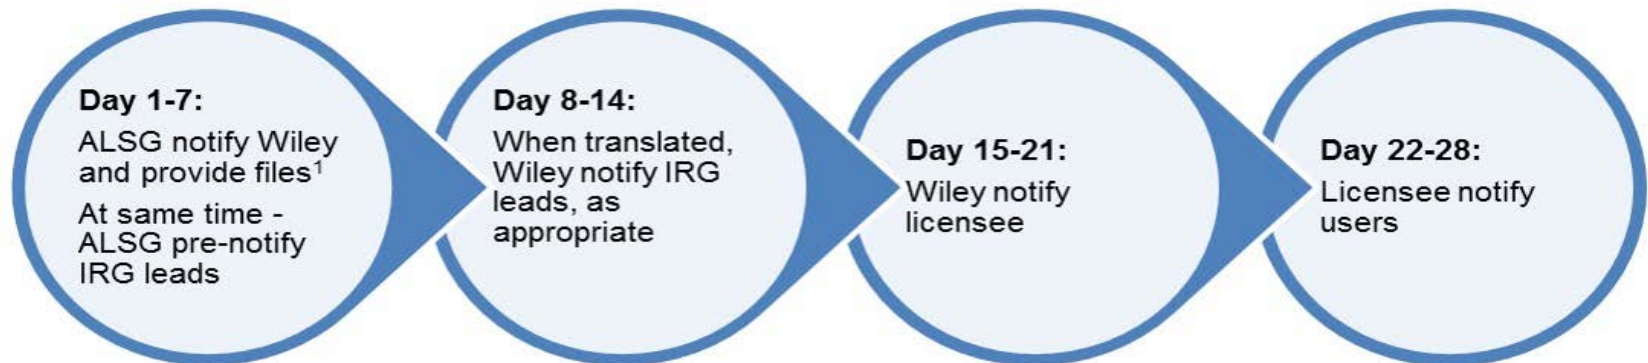 Day 1-7:
ALSG notify Wiley
and provide files¹
At same time -
ALSG pre-notify
IRG leads
Day 8-14:
When translated,
Wiley notify IRG
leads, as
appropriate
Day 15-21:
Wiley notify
licensee
Day 22-28:
Licensee notify
users